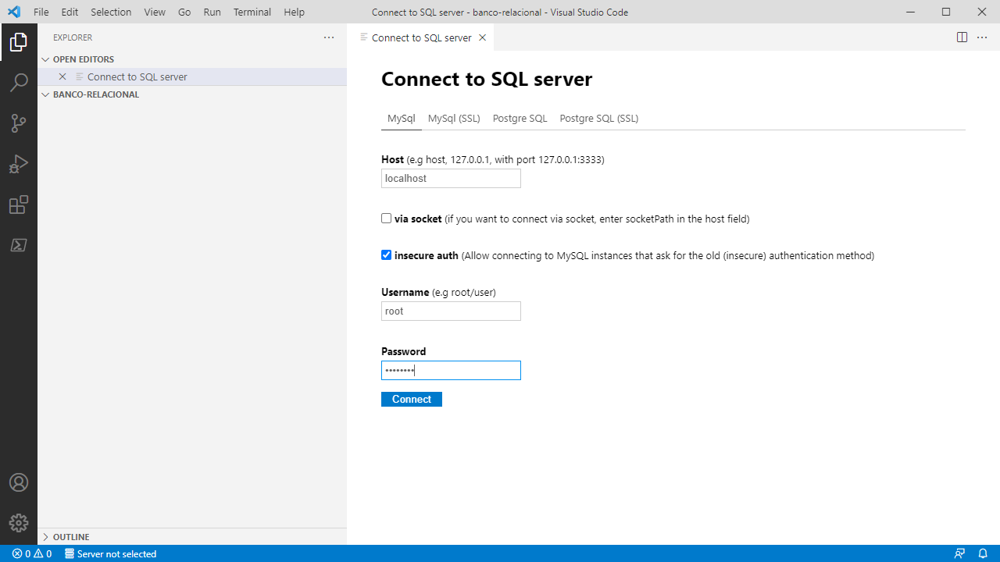 File Edit Selection View Go Run Terminal Help
Connect to SQL server - banco-relacional - Visual Studio Code
EXPLORER
OPEN EDITORS
Connect to SQL server
BANCO-RELACIONAL
OUTLINE
Connect to SQL server
Connect to SQL server
MySql MySql (SSL) Postgre SQL Postgre SQL (SSL)
Host (e.g host, 127.0.0.1, with port 127.0.0.1:3333)
localhost
via socket (if you want to connect via socket, enter socketPath in the host field)
insecure auth (Allow connecting to MySQL instances that ask for the old (insecure) authentication method)
Username (e.g root/user)
root
Password
••••••••
Connect
0 0 Server not selected